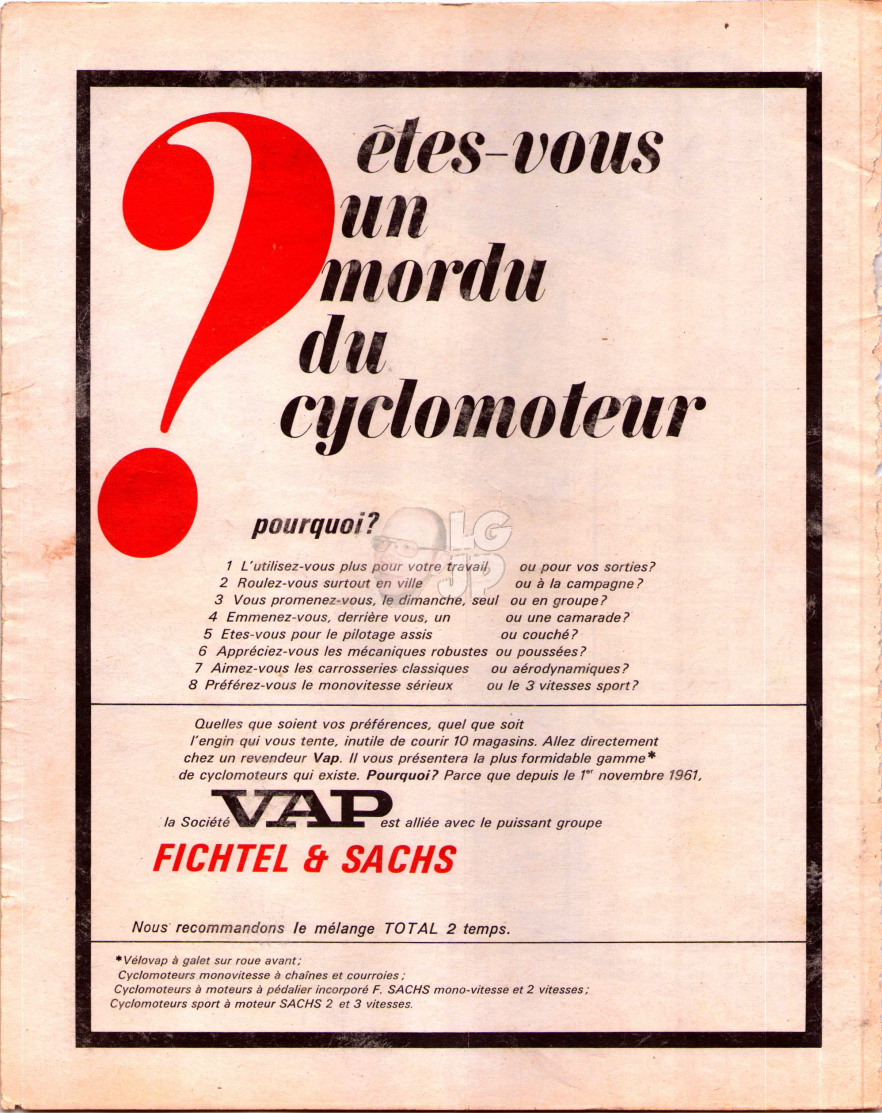 ?
êtes-vous
un
mordu
du
cyclomoteur
pourquoi?
LG
JP
1 L'utilisez-vous plus pour votre travail, ou pour vos sorties?
2 Roulez-vous surtout en ville ou à la campagne?
3 Vous promenez-vous, le dimanche, seul ou en groupe?
4 Emmenez-vous, derrière vous, un ou une camarade?
5 Etes-vous pour le pilotage assis ou couché?
6 Appréciez-vous les mécaniques robustes ou poussées?
7 Aimez-vous les carrosseries classiques ou aérodynamiques?
8 Préférez-vous le monovitesse sérieux ou le 3 vitesses sport?
Quelles que soient vos préférences, quel que soit
l'engin qui vous tente, inutile de courir 10 magasins. Allez directement
chez un revendeur Vap. Il vous présentera la plus formidable gamme*
de cyclomoteurs qui existe. Pourquoi? Parce que depuis le 1er novembre 1961,
la Société VAP est alliée avec le puissant groupe
FICHTEL & SACHS
Nous recommandons le mélange TOTAL 2 temps.
*Vélovap à galet sur roue avant;
Cyclomoteurs monovitesse à chaînes et courroies;
Cyclomoteurs à moteurs à pédalier incorporé F. SACHS mono-vitesse et 2 vitesses;
Cyclomoteurs sport à moteur SACHS 2 et 3 vitesses.